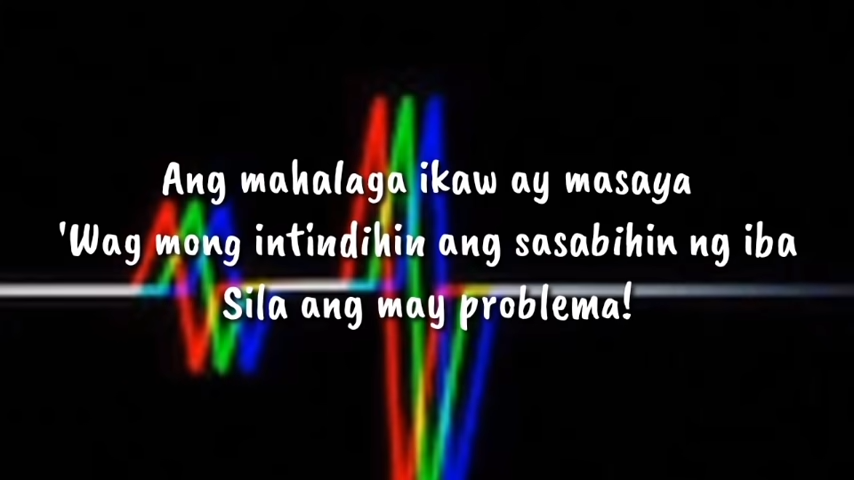 Ang mahalaga ikaw ay masaya
'Wag mong intindihin ang sasabihin ng iba
Sila ang may problema!